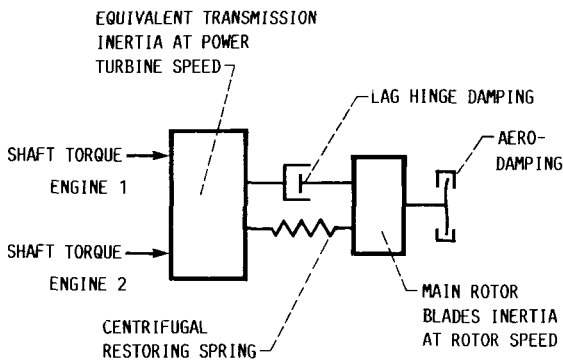 EQUIVALENT TRANSMISSION
INERTIA AT POWER
TURBINE SPEED
LAG HINGE DAMPING
AERO-
DAMPING
SHAFT TORQUE
ENGINE 1
SHAFT TORQUE
ENGINE 2
CENTRIFUGAL
RESTORING SPRING
MAIN ROTOR
BLADES INERTIA
AT ROTOR SPEED